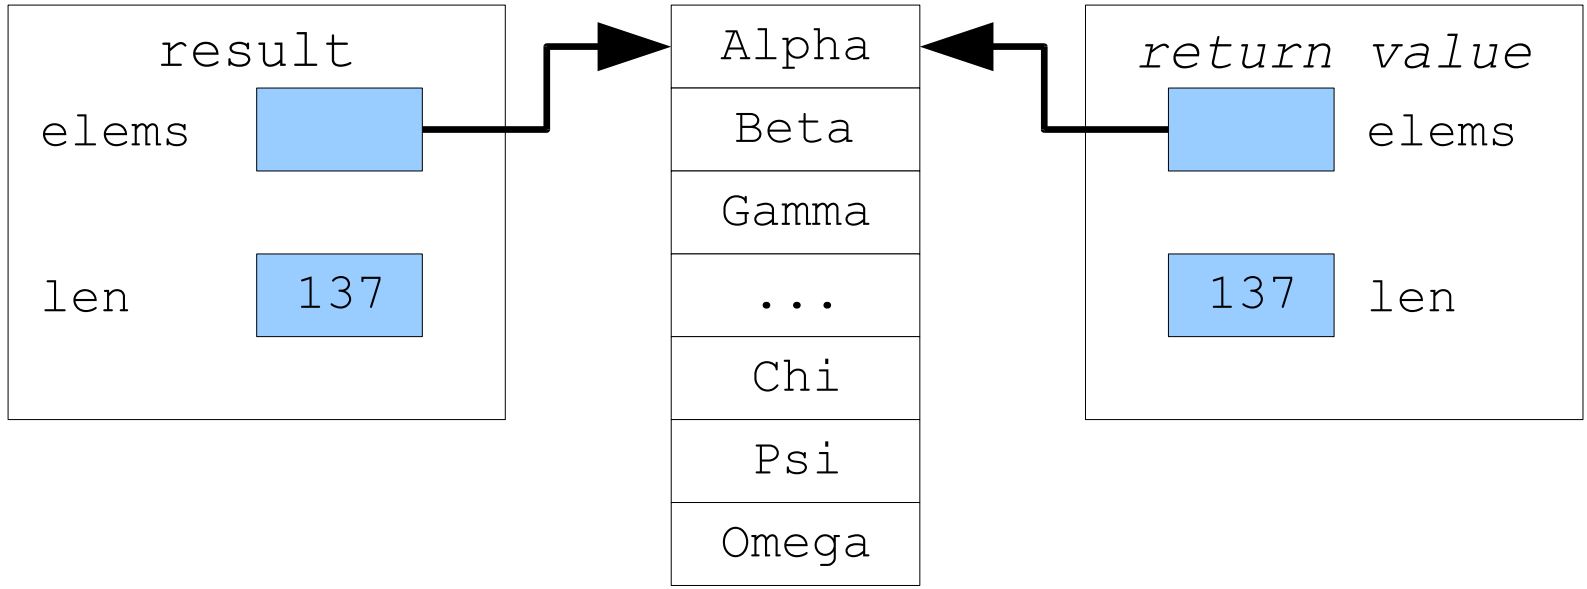 result
elems
len
137
Alpha
Beta
Gamma
...
Chi
Psi
Omega
return value
elems
137
len